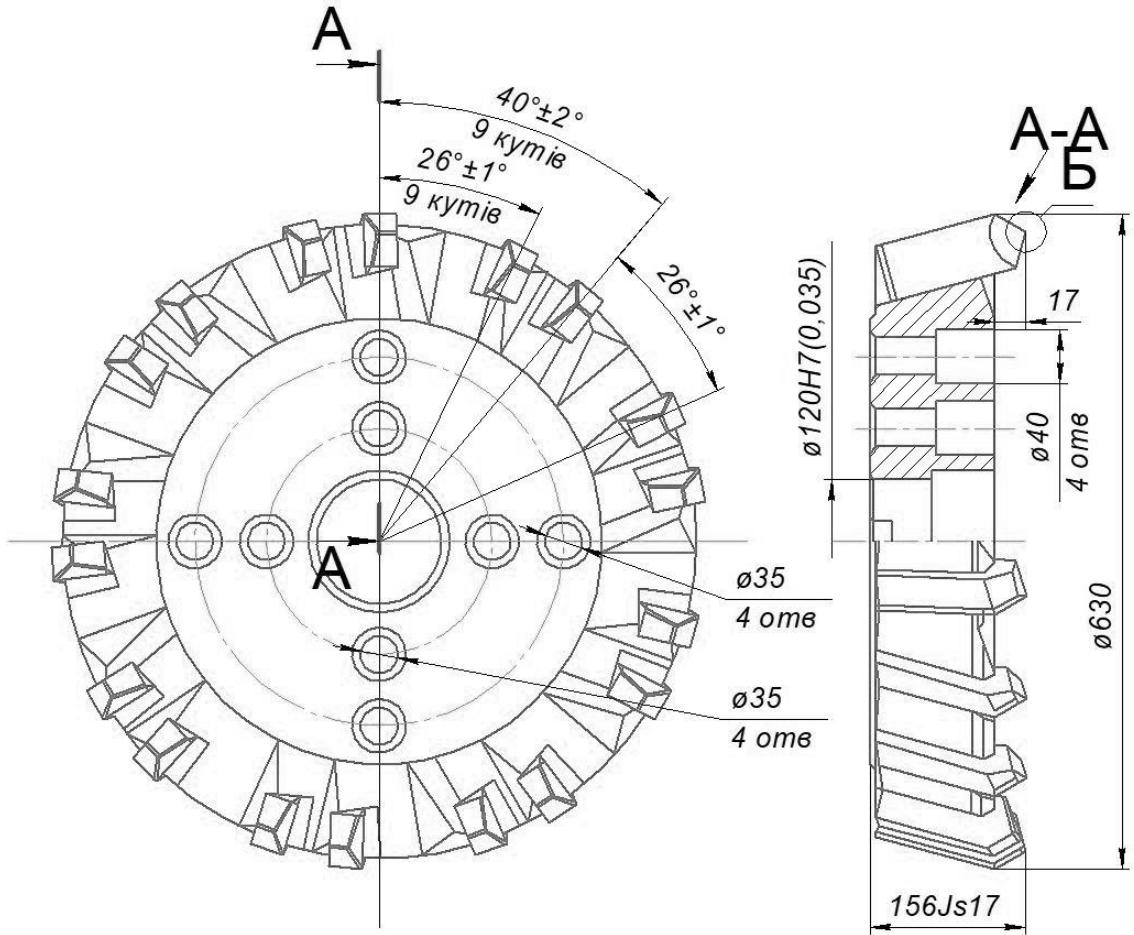 А
40°±2°
9 кутів
26°±1°
9 кутів
26°±1°
А
ø35
4 отв
ø35
4 отв
А-А
Б
17
ø120H7(0,035)
ø40
4 отв
ø630
156Js17